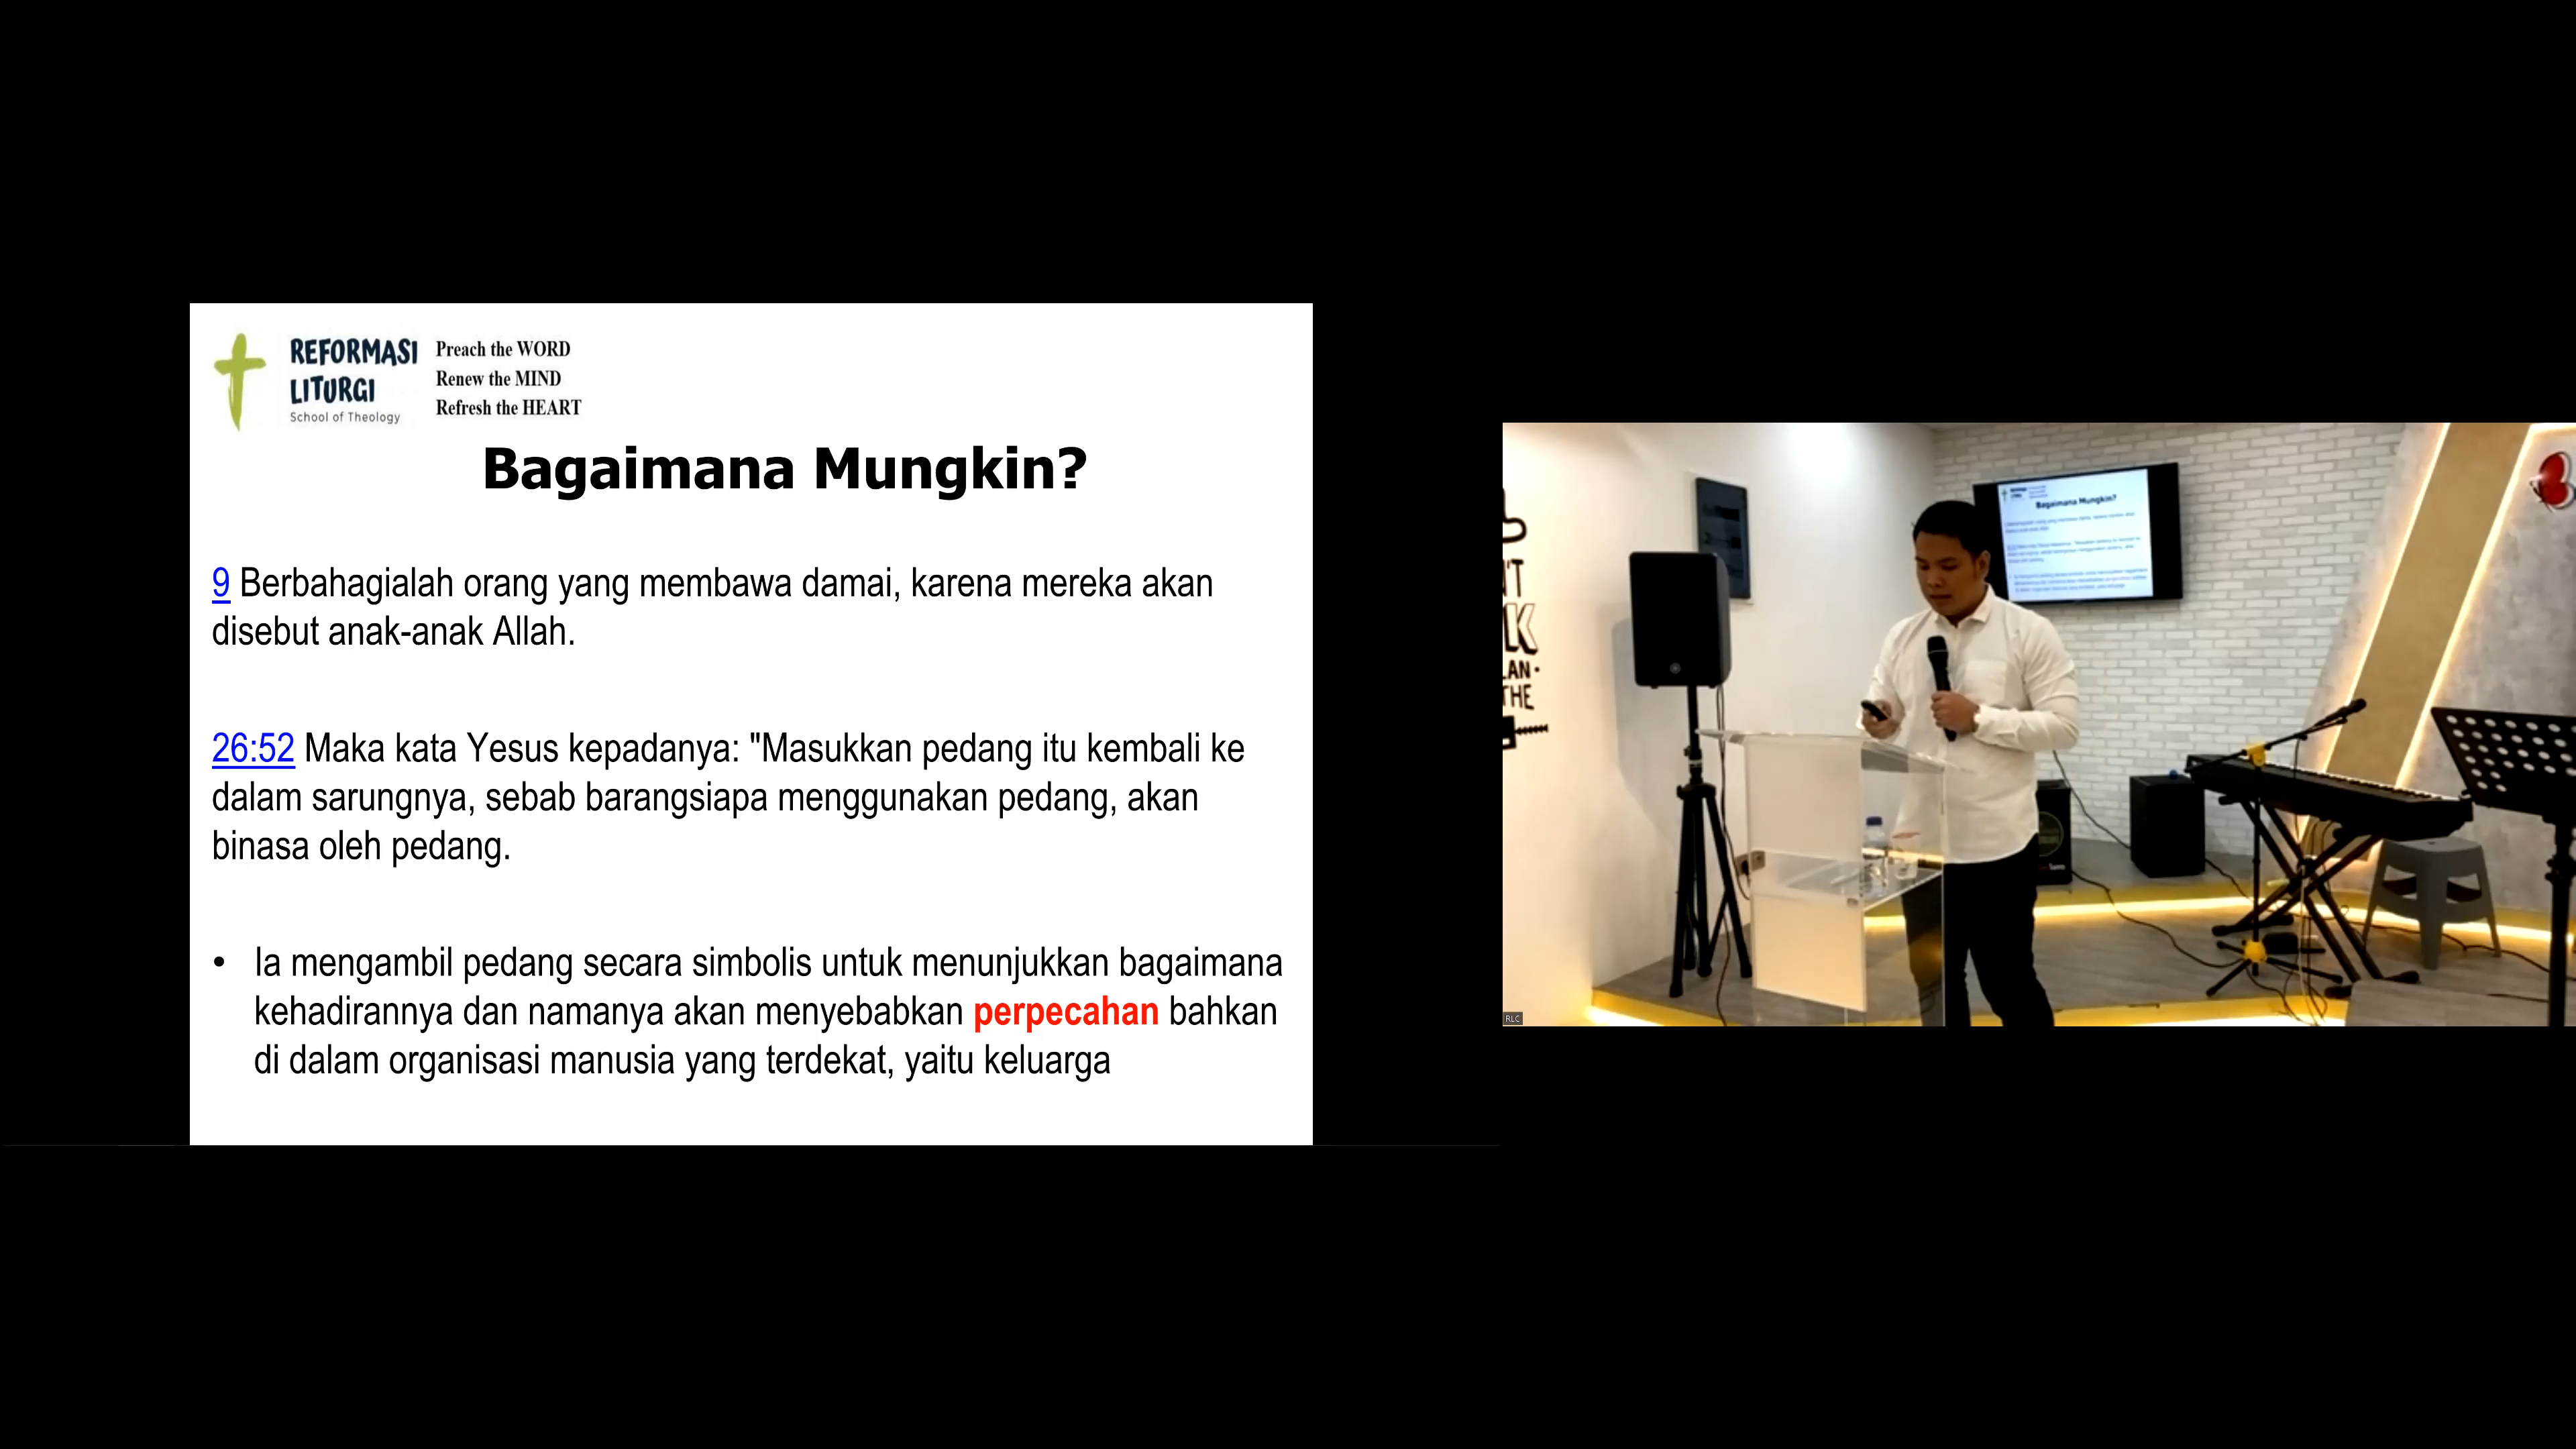 REFORMASI
LITURGI
School of Theology
Preach the WORD
Renew the MIND
Refresh the HEART
Bagaimana Mungkin?
9 Berbahagialah orang yang membawa damai, karena mereka akan
disebut anak-anak Allah.
26:52 Maka kata Yesus kepadanya: "Masukkan pedang itu kembali ke
dalam sarungnya, sebab barangsiapa menggunakan pedang, akan
binasa oleh pedang.
• Ia mengambil pedang secara simbolis untuk menunjukkan bagaimana
kehadirannya dan namanya akan menyebabkan perpecahan bahkan
di dalam organisasi manusia yang terdekat, yaitu keluarga
Bagaimana Mungkin?
THE
RLC